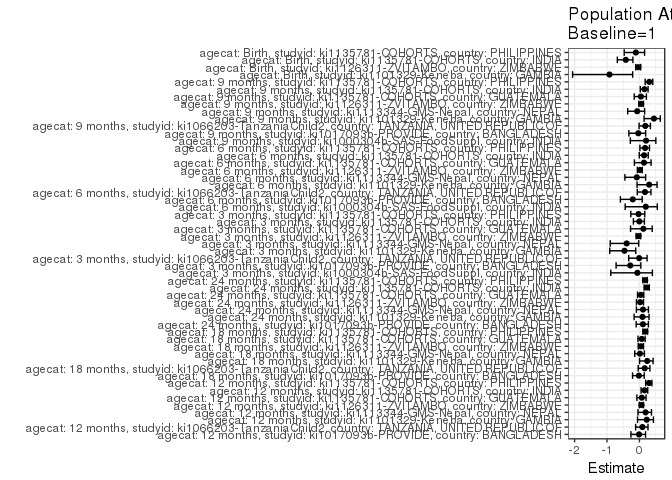 Population At
Baseline=1
agecat: Birth, studyid: ki1135781-COHORTS, country: PHILIPPINES
agecat: Birth, studyid: ki1135781-COHORTS, country: INDIA
agecat: Birth, studyid: ki1126311-ZVITAMBO, country: ZIMBABWE
agecat: Birth, studyid: ki1101329-Keneba, country: GAMBIA
agecat: 9 months, studyid: ki1135781-COHORTS, country: PHILIPPINES
agecat: 9 months, studyid: ki1135781-COHORTS, country: INDIA
agecat: 9 months, studyid: ki1135781-COHORTS, country: GUATEMALA
agecat: 9 months, studyid: ki1126311-ZVITAMBO, country: ZIMBABWE
agecat: 9 months, studyid: ki1113344-GMS-Nepal, country: NEPAL
agecat: 9 months, studyid: ki1101329-Keneba, country: GAMBIA
agecat: 9 months, studyid: ki1066203-TanzaniaChild2, country: TANZANIA, UNITED REPUBLIC OF
agecat: 9 months, studyid: ki1017093b-PROVIDE, country: BANGLADESH
agecat: 9 months, studyid: ki1000304b-SAS-FoodSuppl, country: INDIA
agecat: 6 months, studyid: ki1135781-COHORTS, country: PHILIPPINES
agecat: 6 months, studyid: ki1135781-COHORTS, country: INDIA
agecat: 6 months, studyid: ki1135781-COHORTS, country: GUATEMALA
agecat: 6 months, studyid: ki1126311-ZVITAMBO, country: ZIMBABWE
agecat: 6 months, studyid: ki1113344-GMS-Nepal, country: NEPAL
agecat: 6 months, studyid: ki1101329-Keneba, country: GAMBIA
agecat: 6 months, studyid: ki1066203-TanzaniaChild2, country: TANZANIA, UNITED REPUBLIC OF
agecat: 6 months, studyid: ki1017093b-PROVIDE, country: BANGLADESH
agecat: 6 months, studyid: ki1000304b-SAS-FoodSuppl, country: INDIA
agecat: 3 months, studyid: ki1135781-COHORTS, country: PHILIPPINES
agecat: 3 months, studyid: ki1135781-COHORTS, country: INDIA
agecat: 3 months, studyid: ki1135781-COHORTS, country: GUATEMALA
agecat: 3 months, studyid: ki1126311-ZVITAMBO, country: ZIMBABWE
agecat: 3 months, studyid: ki1113344-GMS-Nepal, country: NEPAL
agecat: 3 months, studyid: ki1101329-Keneba, country: GAMBIA
agecat: 3 months, studyid: ki1066203-TanzaniaChild2, country: TANZANIA, UNITED REPUBLIC OF
agecat: 3 months, studyid: ki1017093b-PROVIDE, country: BANGLADESH
agecat: 3 months, studyid: ki1000304b-SAS-FoodSuppl, country: INDIA
agecat: 24 months, studyid: ki1135781-COHORTS, country: PHILIPPINES
agecat: 24 months, studyid: ki1135781-COHORTS, country: INDIA
agecat: 24 months, studyid: ki1135781-COHORTS, country: GUATEMALA
agecat: 24 months, studyid: ki1126311-ZVITAMBO, country: ZIMBABWE
agecat: 24 months, studyid: ki1113344-GMS-Nepal, country: NEPAL
agecat: 24 months, studyid: ki1101329-Keneba, country: GAMBIA
agecat: 24 months, studyid: ki1017093b-PROVIDE, country: BANGLADESH
agecat: 18 months, studyid: ki1135781-COHORTS, country: PHILIPPINES
agecat: 18 months, studyid: ki1135781-COHORTS, country: GUATEMALA
agecat: 18 months, studyid: ki1126311-ZVITAMBO, country: ZIMBABWE
agecat: 18 months, studyid: ki1113344-GMS-Nepal, country: NEPAL
agecat: 18 months, studyid: ki1101329-Keneba, country: GAMBIA
agecat: 18 months, studyid: ki1066203-TanzaniaChild2, country: TANZANIA, UNITED REPUBLIC OF
agecat: 18 months, studyid: ki1017093b-PROVIDE, country: BANGLADESH
agecat: 12 months, studyid: ki1135781-COHORTS, country: PHILIPPINES
agecat: 12 months, studyid: ki1135781-COHORTS, country: INDIA
agecat: 12 months, studyid: ki1135781-COHORTS, country: GUATEMALA
agecat: 12 months, studyid: ki1126311-ZVITAMBO, country: ZIMBABWE
agecat: 12 months, studyid: ki1113344-GMS-Nepal, country: NEPAL
agecat: 12 months, studyid: ki1101329-Keneba, country: GAMBIA
agecat: 12 months, studyid: ki1066203-TanzaniaChild2, country: TANZANIA, UNITED REPUBLIC OF
agecat: 12 months, studyid: ki1017093b-PROVIDE, country: BANGLADESH
-2 -1 0
Estimate